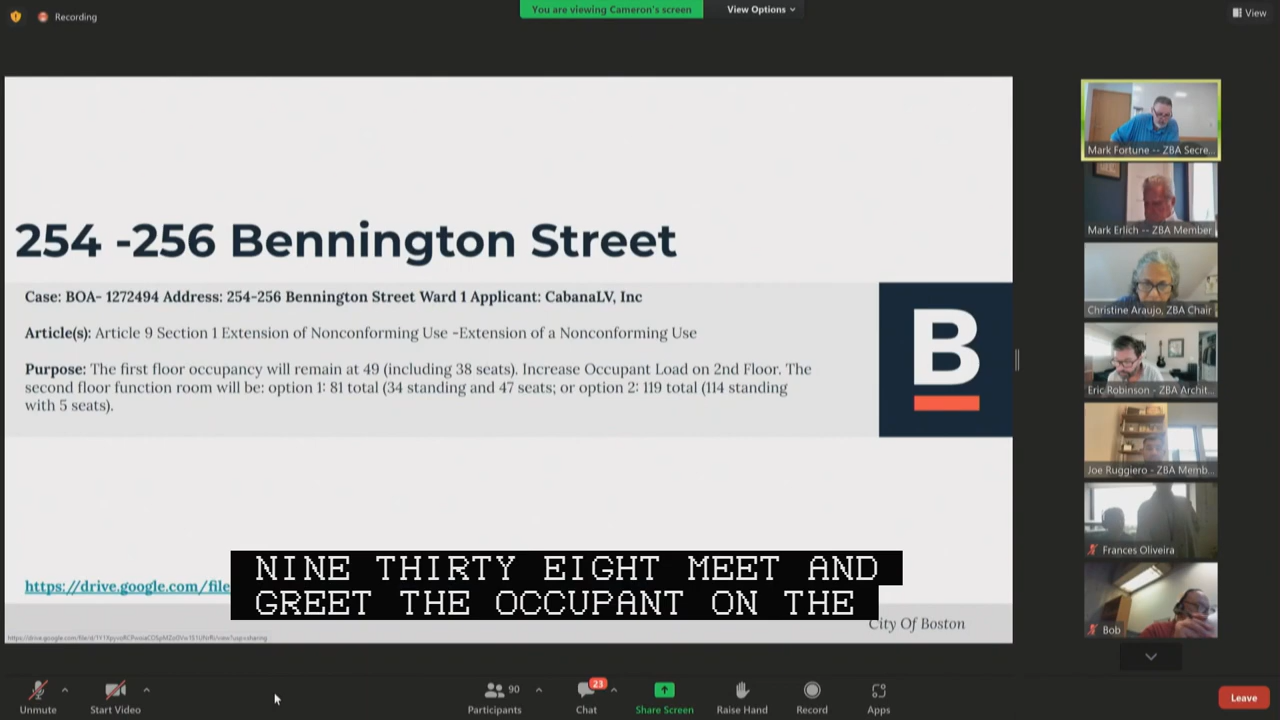 Recording
You are viewing Cameron's screen
View Options
View
254 -256 Bennington Street
Case: BOA- 1272494 Address: 254-256 Bennington Street Ward 1 Applicant: CabanaLV, Inc
Article(s): Article 9 Section 1 Extension of Nonconforming Use -Extension of a Nonconforming Use
Purpose: The first floor occupancy will remain at 49 (including 38 seats). Increase Occupant Load on 2nd Floor. The
second floor function room will be: option 1: 81 total (34 standing and 47 seats; or option 2: 119 total (114 standing
with 5 seats).
B
https://drive.google.com/file
NINE THIRTY EIGHT MEET AND
GREET THE OCCUPANT ON THE
City Of Boston
Mark Fortune -- ZBA Secre...
Mark Erlich -- ZBA Member
Christine Araujo, ZBA Chair
Eric Robinson - ZBA Archit...
Joe Ruggiero - ZBA Memb...
Frances Oliveira
Bob
Unmute
Start Video
Participants
90
Chat
23
Share Screen
Raise Hand
Record
Apps
Leave